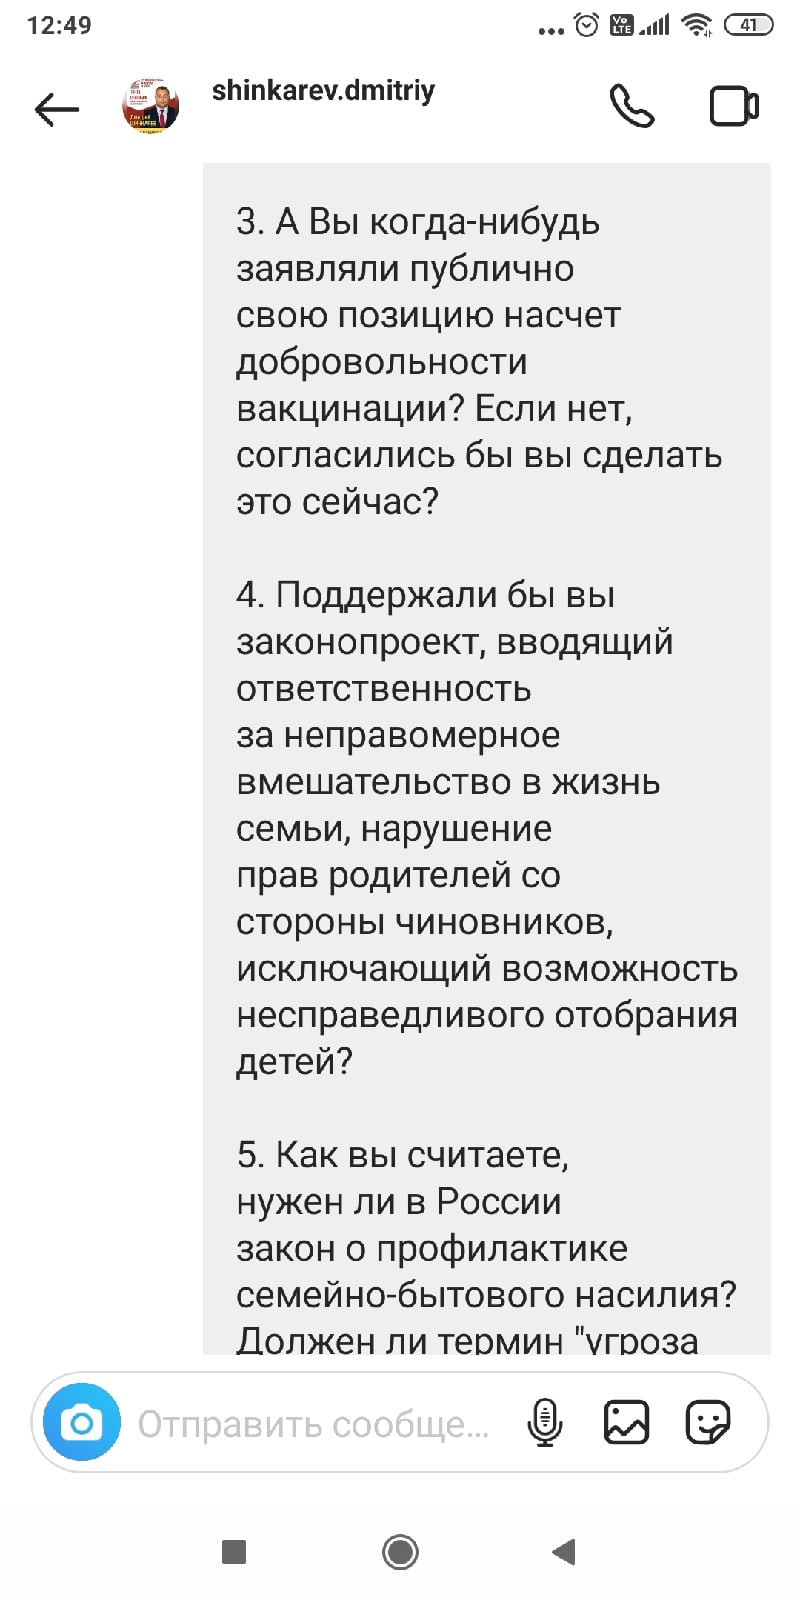 12:49
Vo
LTE
41
shinkarev.dmitriy
3. А Вы когда-нибудь
заявляли публично
свою позицию насчет
добровольности
вакцинации? Если нет,
согласились бы вы сделать
это сейчас?
4. Поддержали бы вы
законопроект, вводящий
ответственность
за неправомерное
вмешательство в жизнь
семьи, нарушение
прав родителей со
стороны чиновников,
исключающий возможность
несправедливого отобрания
детей?
5. Как вы считаете,
нужен ли в России
закон о профилактике
семейно-бытового насилия?
Должен ли термин "угроза
Отправить сообще...